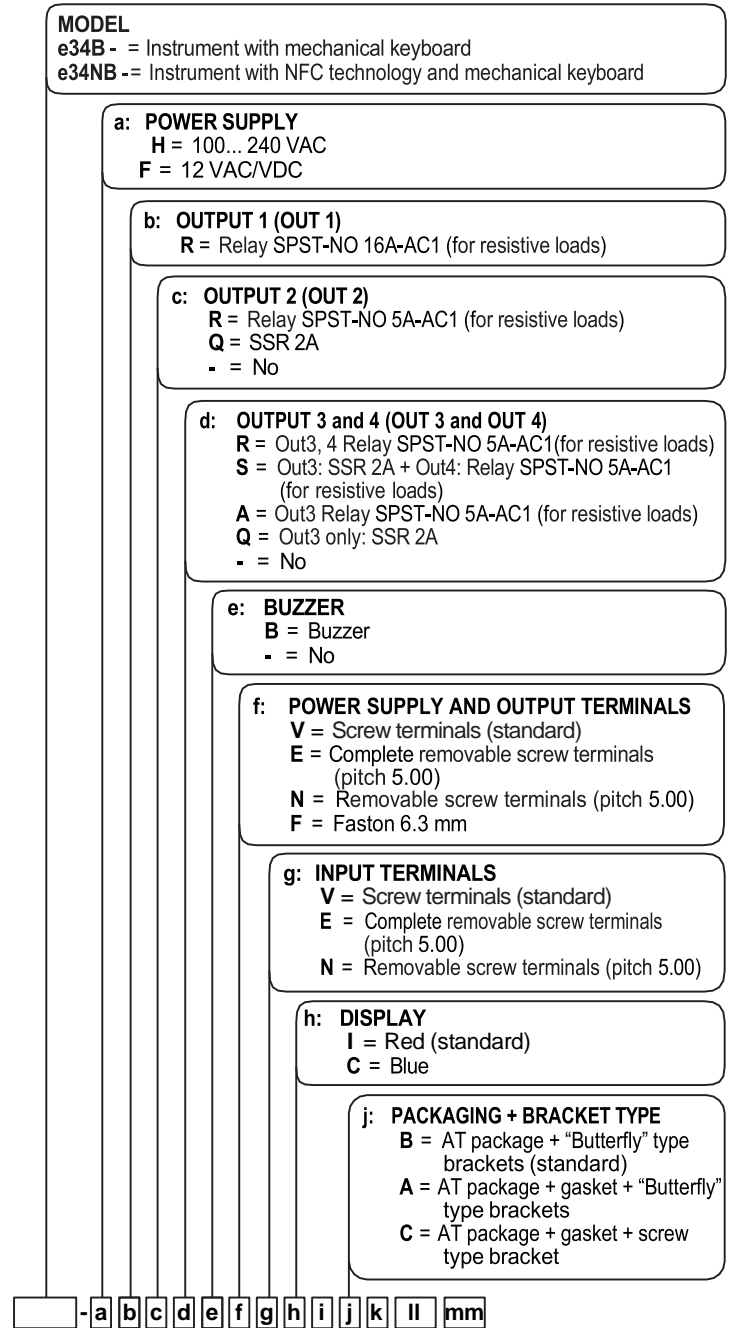 MODEL
e34B - = Instrument with mechanical keyboard
e34NB -= Instrument with NFC technology and mechanical keyboard
a: POWER SUPPLY
H = 100... 240 VAC
F = 12 VAC/VDC
b: OUTPUT 1 (OUT 1)
R = Relay SPST-NO 16A-AC1 (for resistive loads)
c: OUTPUT 2 (OUT 2)
R = Relay SPST-NO 5A-AC1 (for resistive loads)
Q = SSR 2A
- = No
d: OUTPUT 3 and 4 (OUT 3 and OUT 4)
R = Out3, 4 Relay SPST-NO 5A-AC1(for resistive loads)
S = Out3: SSR 2A + Out4: Relay SPST-NO 5A-AC1
(for resistive loads)
A = Out3 Relay SPST-NO 5A-AC1 (for resistive loads)
Q = Out3 only: SSR 2A
- = No
e: BUZZER
B = Buzzer
- = No
f: POWER SUPPLY AND OUTPUT TERMINALS
V = Screw terminals (standard)
E = Complete removable screw terminals
(pitch 5.00)
N = Removable screw terminals (pitch 5.00)
F = Faston 6.3 mm
g: INPUT TERMINALS
V = Screw terminals (standard)
E = Complete removable screw terminals
(pitch 5.00)
N = Removable screw terminals (pitch 5.00)
h: DISPLAY
I = Red (standard)
C = Blue
j: PACKAGING + BRACKET TYPE
B = AT package + “Butterfly” type
brackets (standard)
A = AT package + gasket + “Butterfly”
type brackets
C = AT package + gasket + screw
type bracket
- a b c d e f g h i j k ll mm